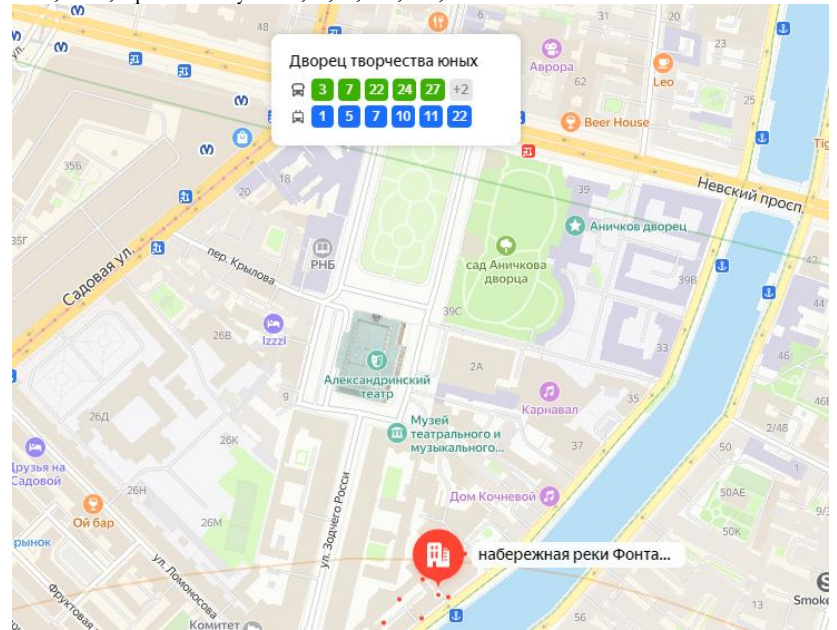 48
31
20
Дворец творчества юных
3 7 22 24 27 +2
1 5 7 10 11 22
Аврора
62
Leo
25
Beer House
Tig
Невский просп.
35Б
20
18
39
Аничков дворец
РНБ
сад Аничкова
дворца
35Г
Садовая ул.
пер. Крылова
39В
42
39С
Izzzi
26В
33
44
2А
46
Александринский
театр
9
Карнавал
35
46Б
26Д
Музей
театрального и
музыкального...
37
2/48
26К
50
1
Друзья на
Садовой
ул. Зодчего Росси
Дом Кочневой
50АЕ
26Н
9/3
Ой бар
26М
50К
рынок
набережная реки Фонта...
ул. Ломоносова
Фруктовая
Smoke
13
56
Комитет